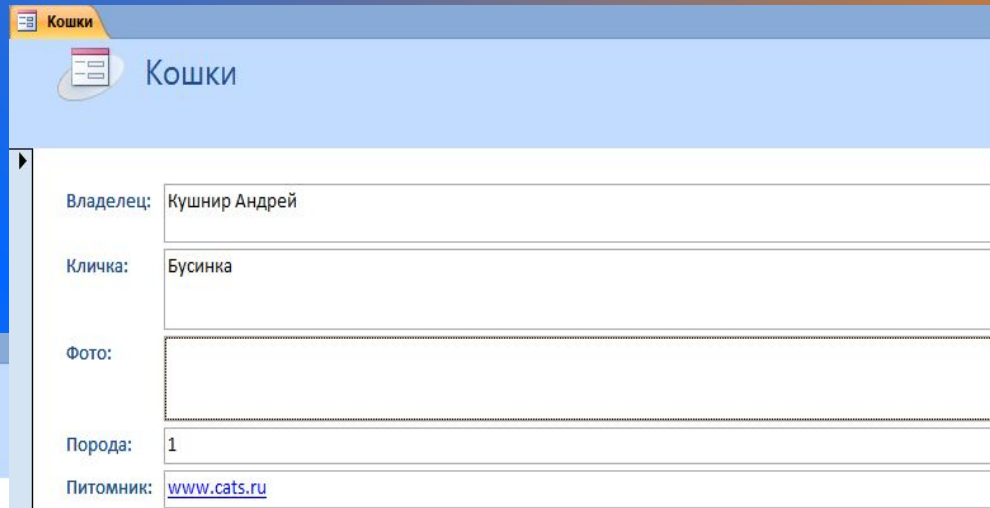 Кошки
Кошки
Владелец: Кушнир Андрей
Кличка: Бусинка
Фото:
Порода: 1
Питомник: www.cats.ru